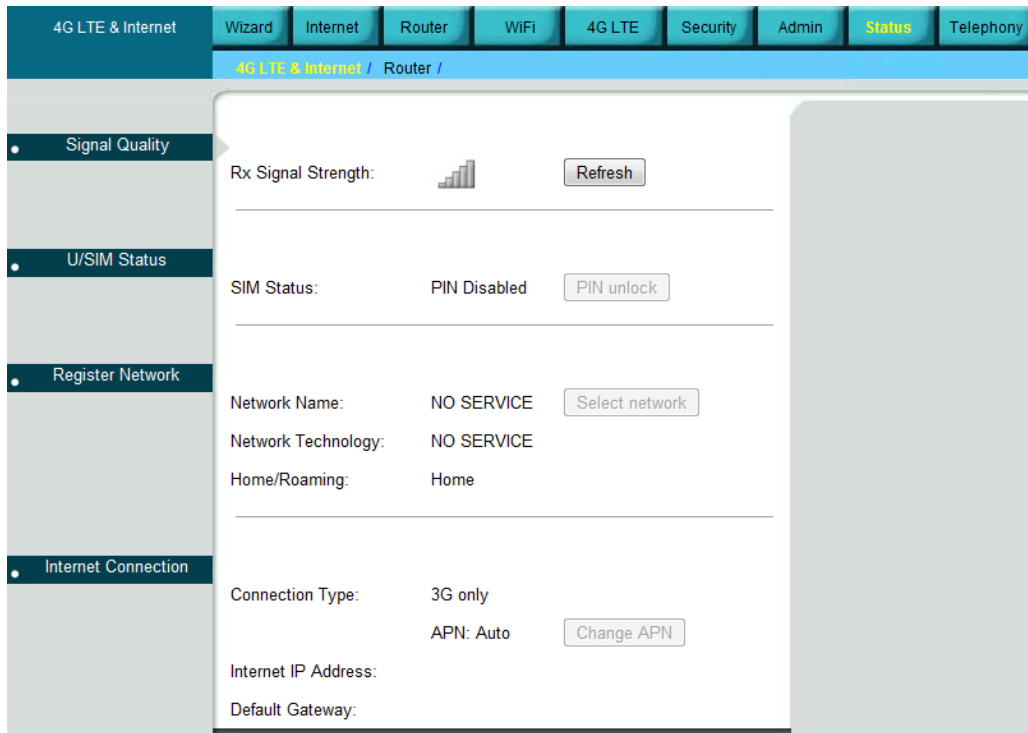 4G LTE & Internet
Wizard Internet Router WiFi 4G LTE Security Admin Status Telephony
4G LTE & Internet / Router /
Signal Quality
Rx Signal Strength: Refresh
U/SIM Status
SIM Status: PIN Disabled PIN unlock
Register Network
Network Name: NO SERVICE Select network
Network Technology: NO SERVICE
Home/Roaming: Home
Internet Connection
Connection Type: 3G only
APN: Auto Change APN
Internet IP Address:
Default Gateway: